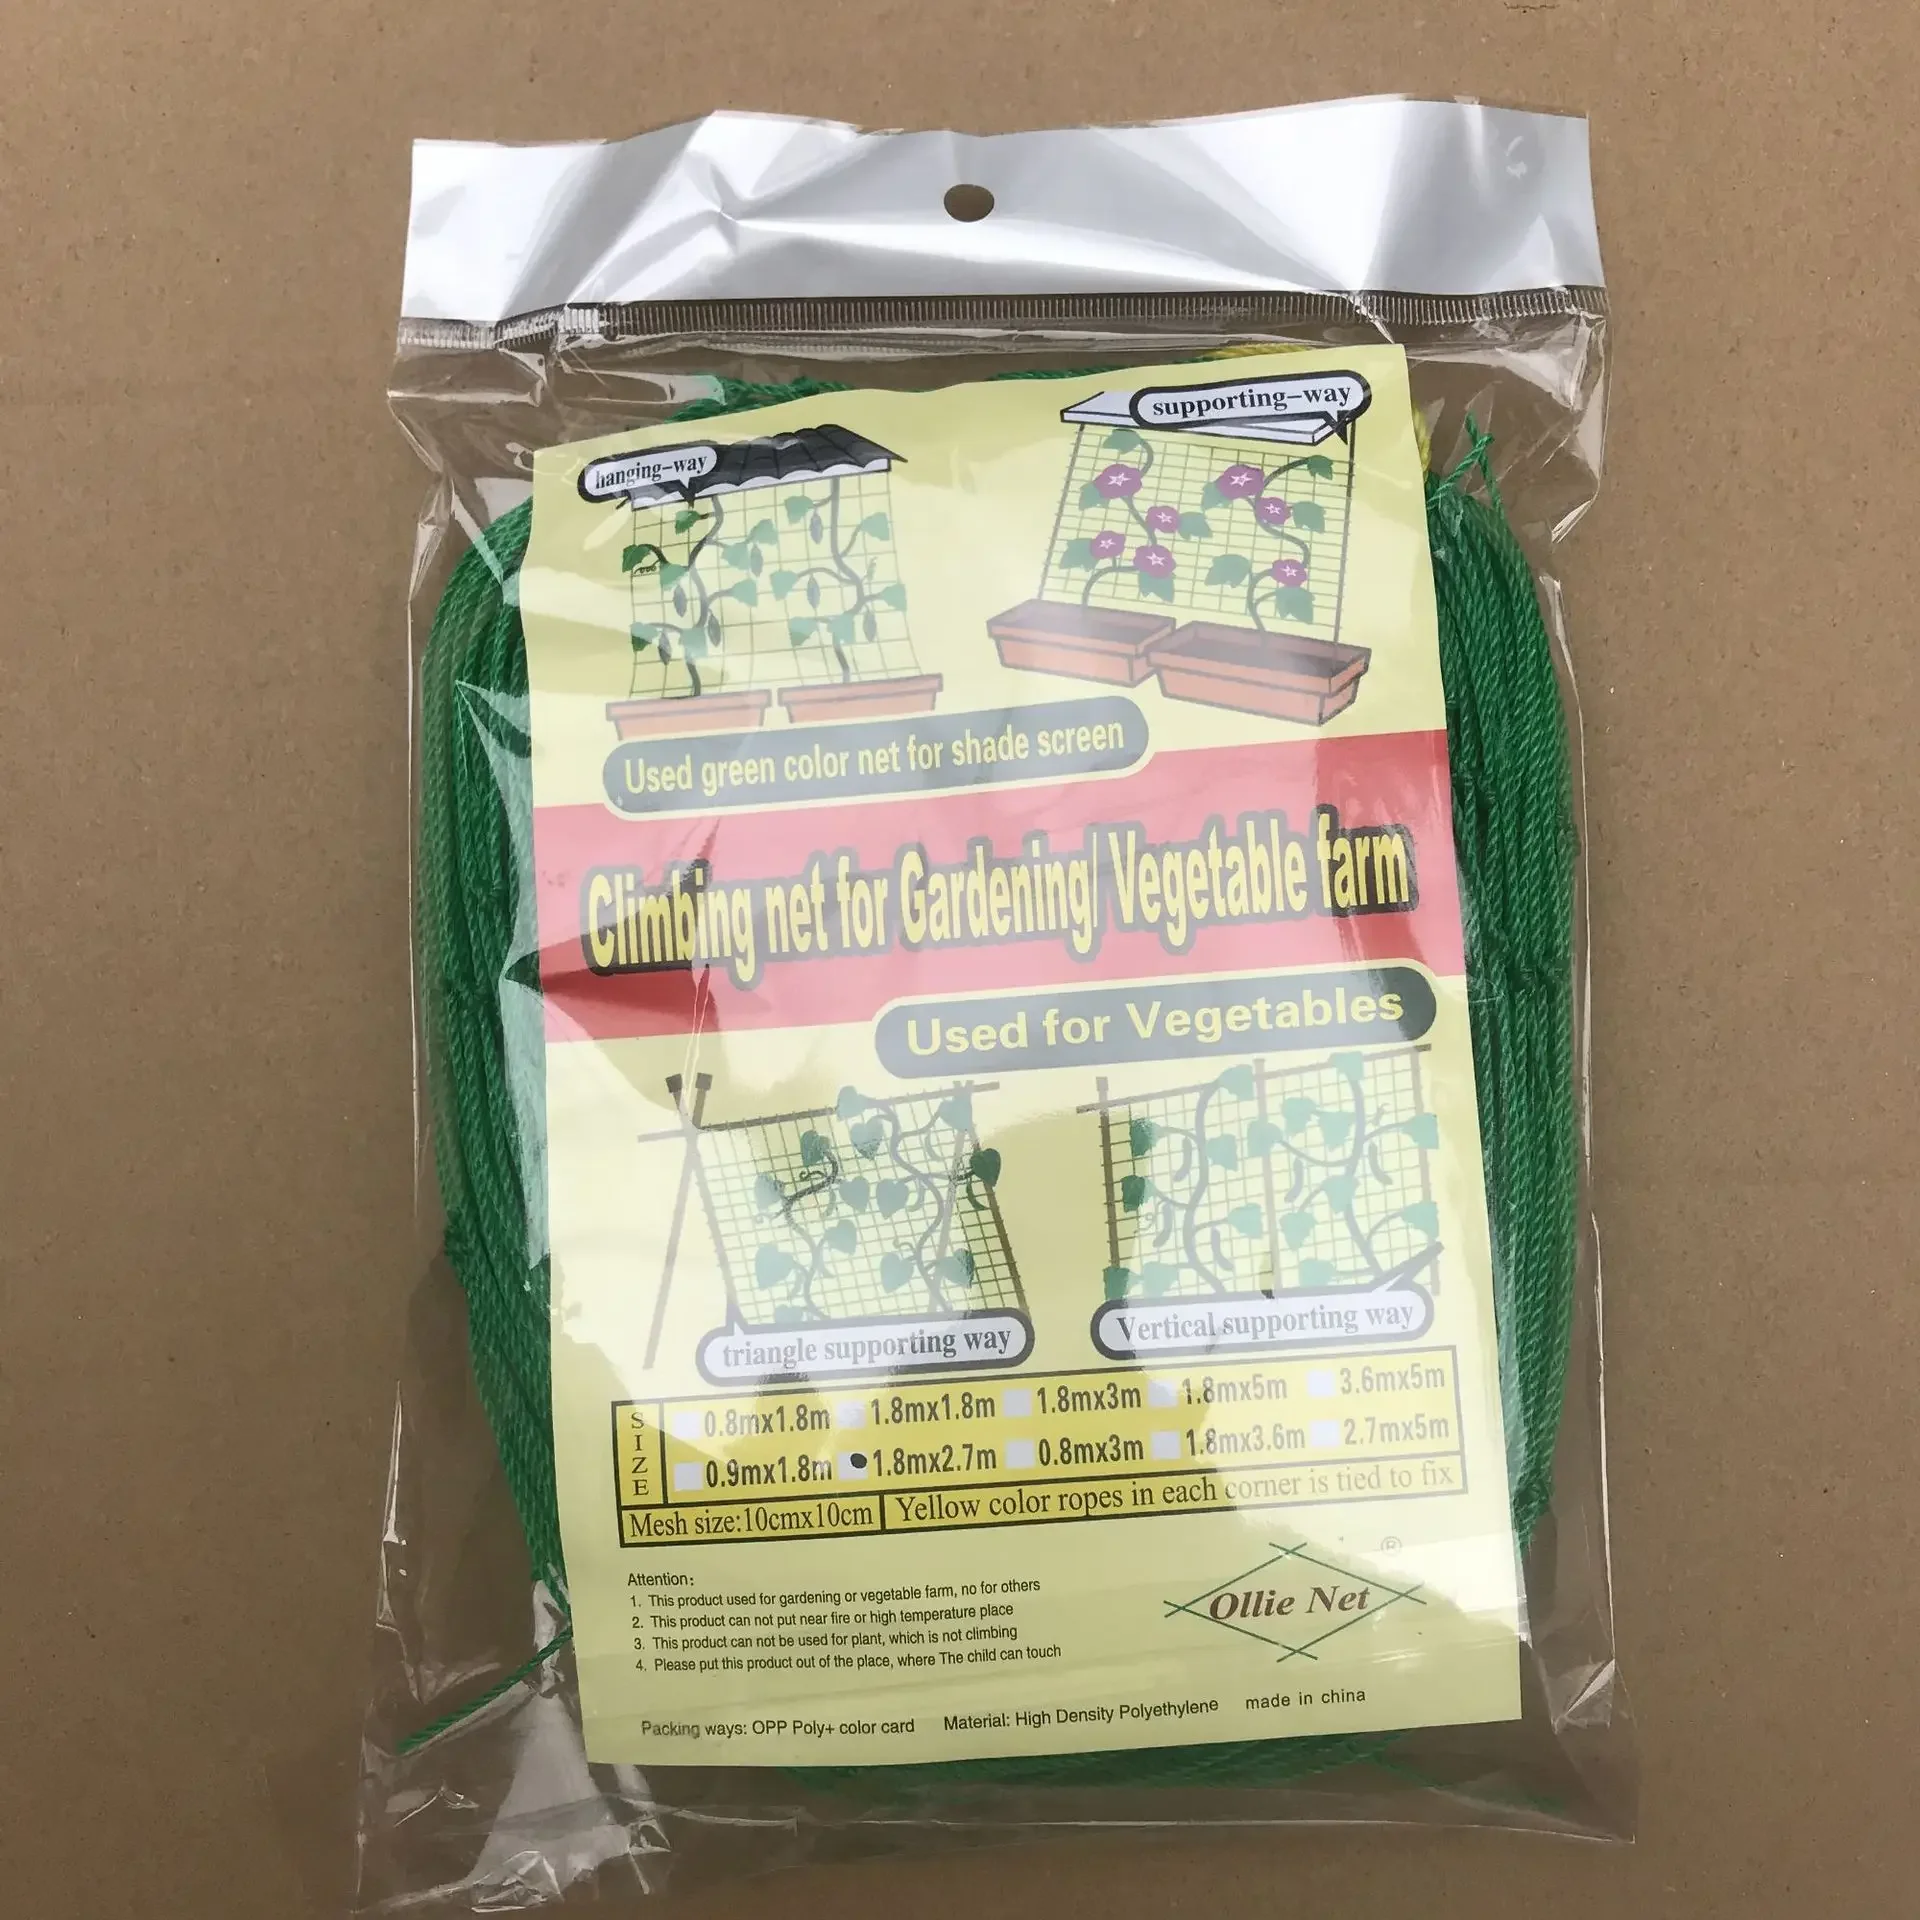 supporting-way
hanging-way
Used green color net for shade screen
Climbing net for Gardening/ Vegetable farm
Used for Vegetables
triangle supporting way
Vertical supporting way
SIZE
0.8mx1.8m 1.8mx1.8m 1.8mx3m 1.8mx5m 3.6mx5m
0.9mx1.8m 1.8mx2.7m 0.8mx3m 1.8mx3.6m 2.7mx5m
Mesh size:10cmx10cm Yellow color ropes in each corner is tied to fix
Attention:
1. This product used for gardening or vegetable farm, no for others
2. This product can not put near fire or high temperature place
3. This product can not be used for plant, which is not climbing
4. Please put this product out of the place, where The child can touch
®
Ollie Net
Packing ways: OPP Poly+ color card Material: High Density Polyethylene made in china